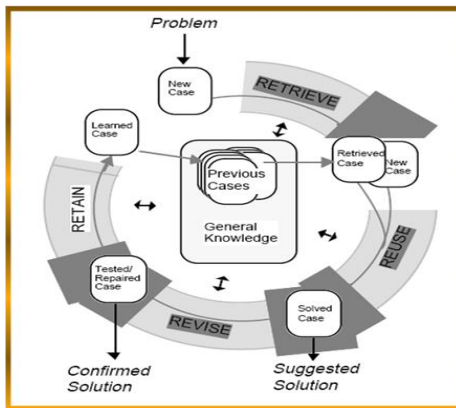 Problem
New
Case
RETRIEVE
Learned
Case
Retrieved
Case
New
Case
Previous
Cases
General
Knowledge
RETAIN
REUSE
Tested/
Repaired
Case
REVISE
Solved
Case
Confirmed
Solution
Suggested
Solution